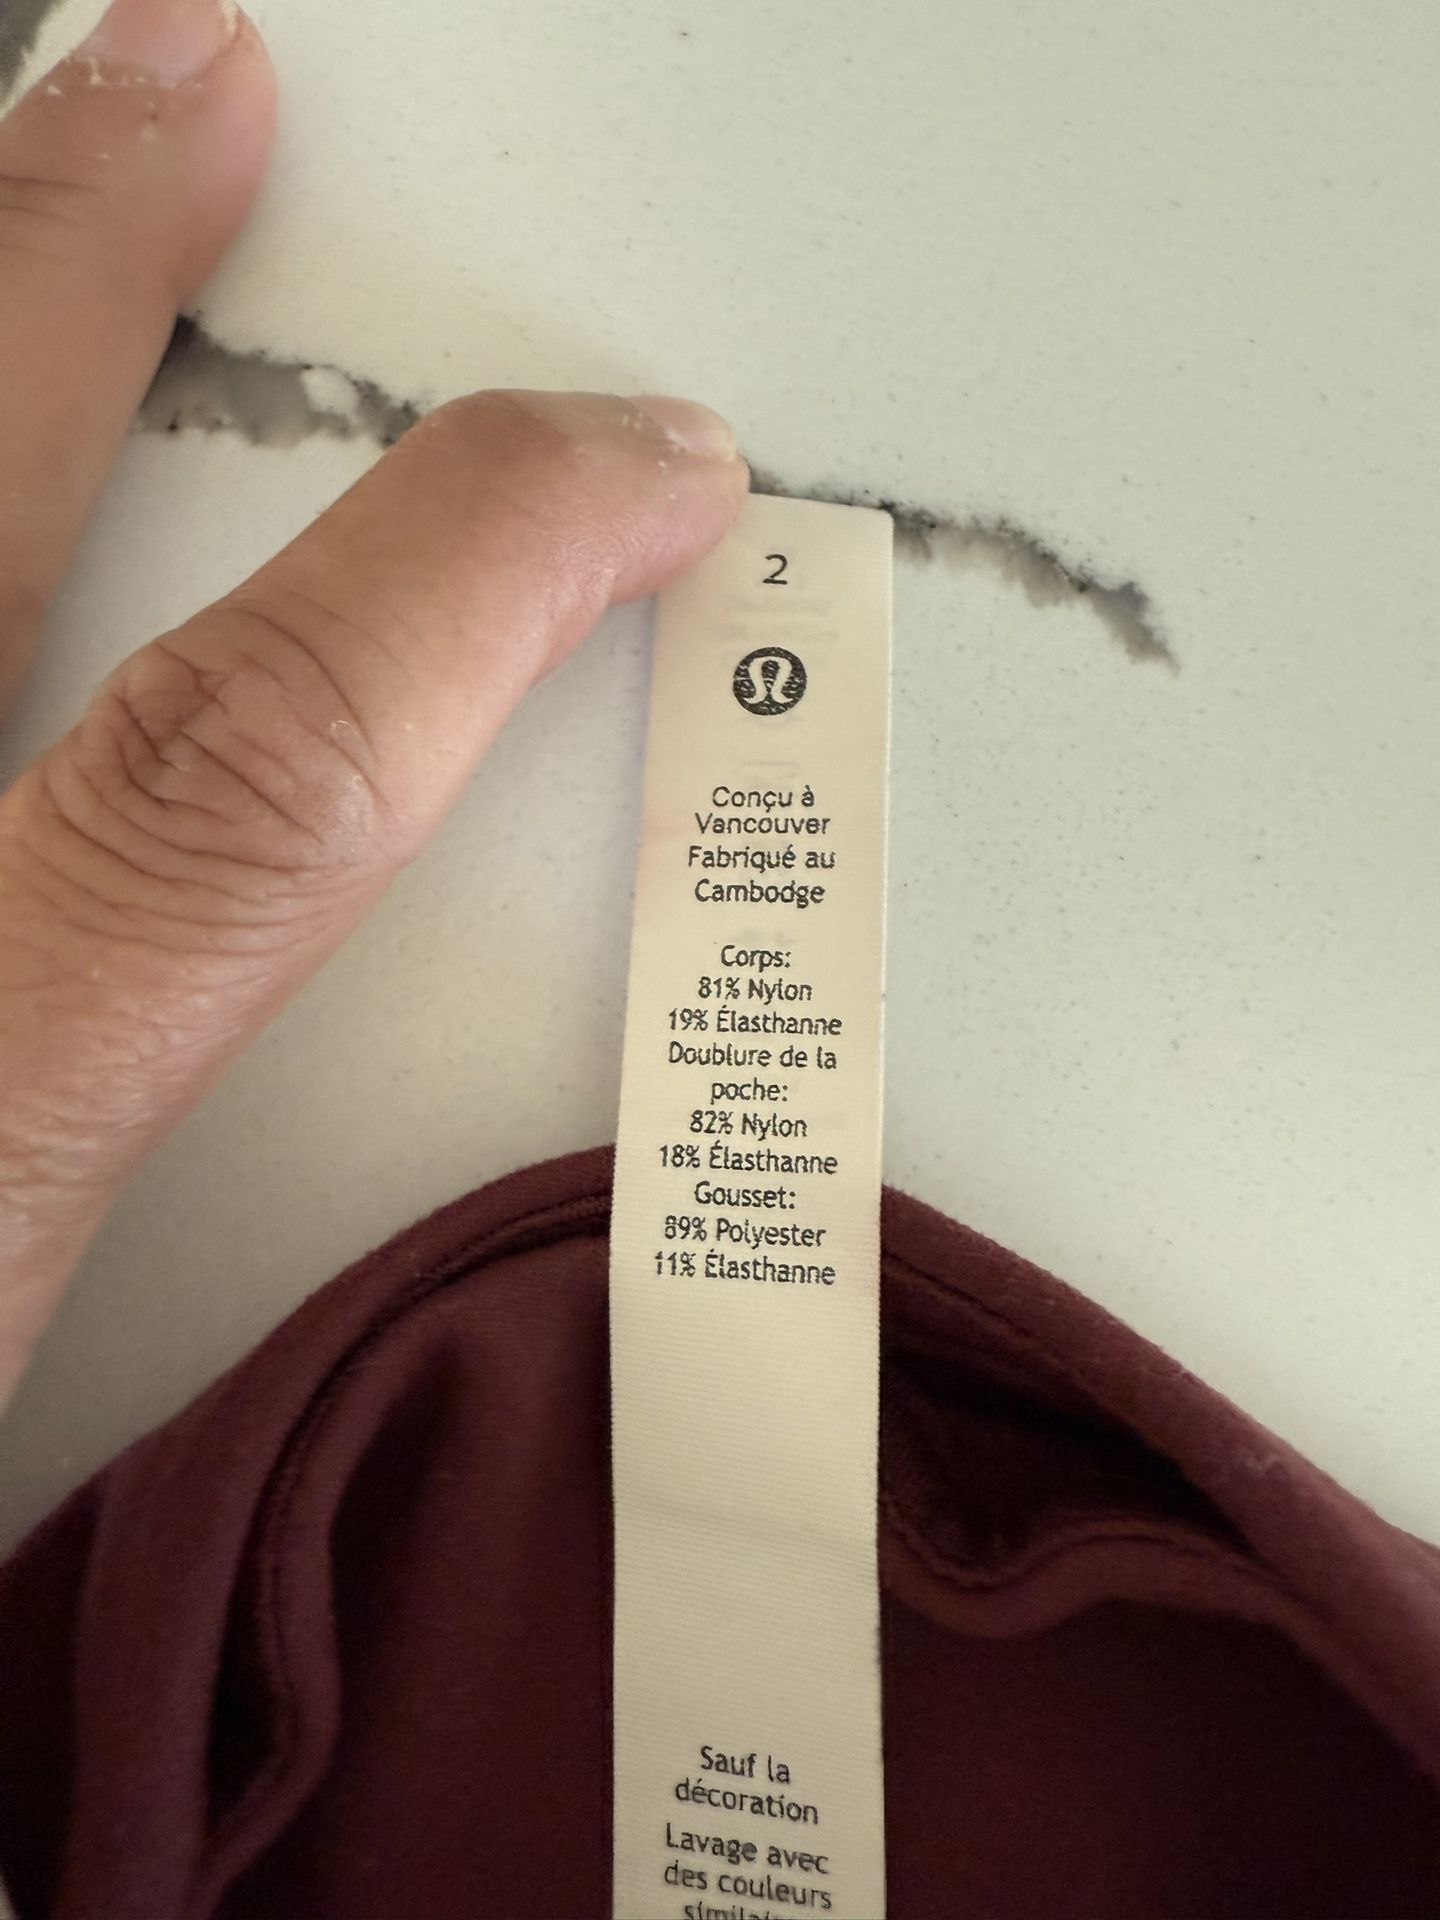 2
Conçu à
Vancouver
Fabriqué au
Cambodge
Corps:
81% Nylon
19% Élasthanne
Doublure de la
poche:
82% Nylon
18% Élasthanne
Gousset:
89% Polyester
11% Élasthanne
Sauf la
décoration
Lavage avec
des couleurs